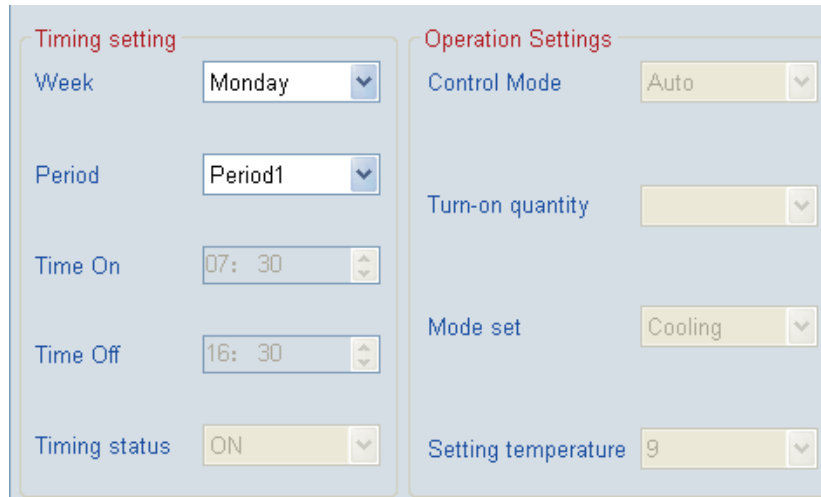 Timing setting
Week Monday
Period Period1
Time On 07: 30
Time Off 16: 30
Timing status ON
Operation Settings
Control Mode Auto
Turn-on quantity
Mode set Cooling
Setting temperature 9